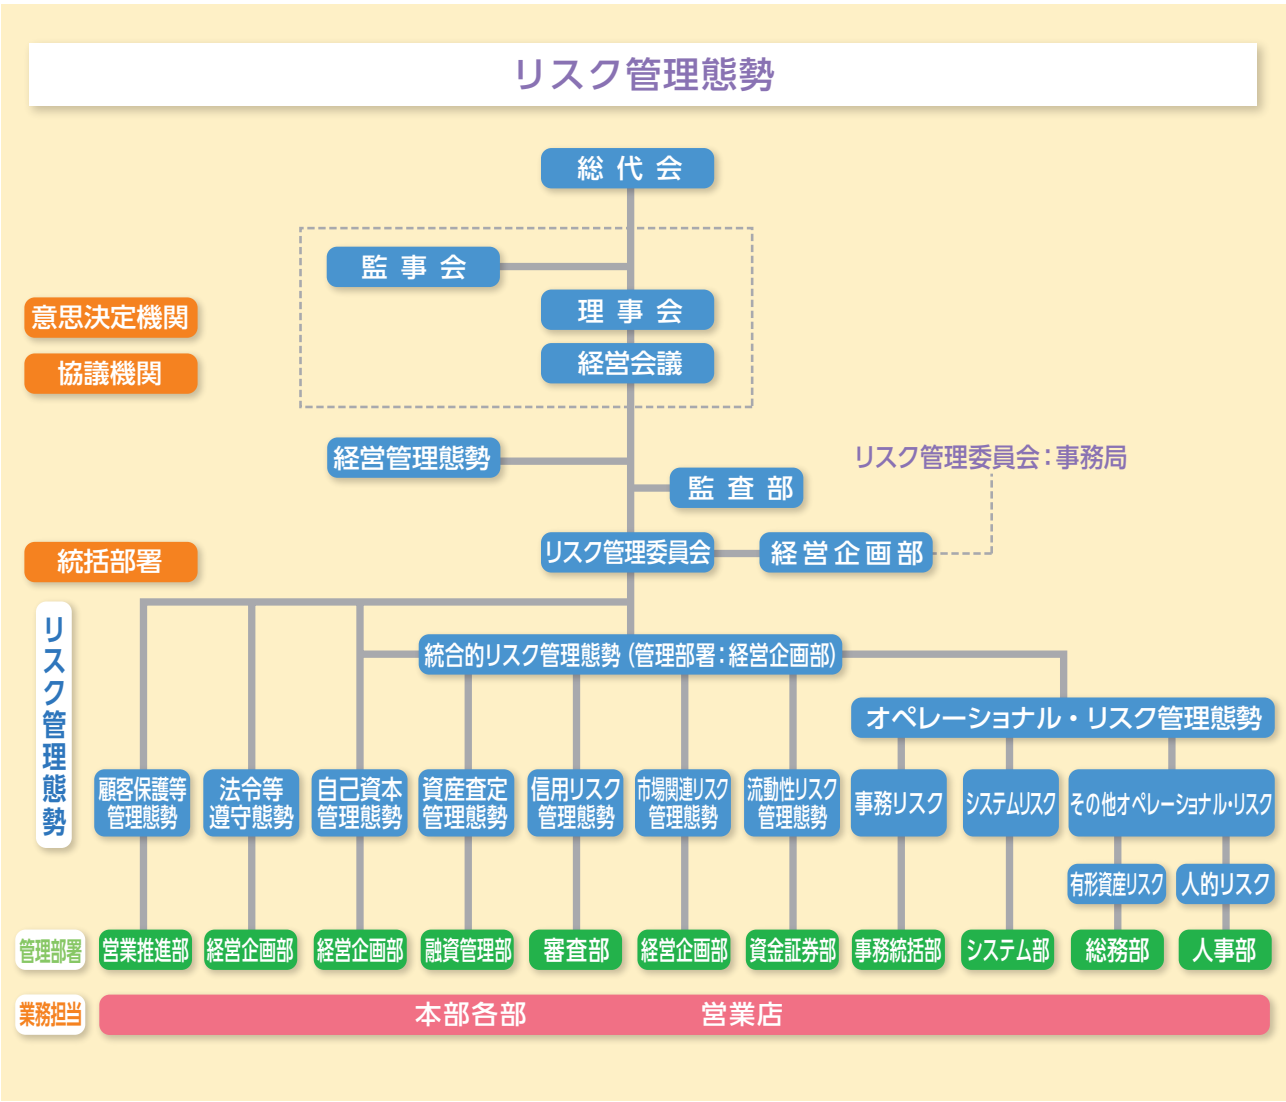 リスク管理態勢
総代会
監事会
理事会
意思決定機関
経営会議
協議機関
経営管理態勢
リスク管理委員会：事務局
監査部
統括部署
リスク管理委員会
経営企画部
リスク管理態勢
統合的リスク管理態勢（管理部署：経営企画部）
オペレーショナル・リスク管理態勢
顧客保護等
管理態勢
法令等
遵守態勢
自己資本
管理態勢
資産査定
管理態勢
信用リスク
管理態勢
市場関連リスク
管理態勢
流動性リスク
管理態勢
事務リスク
システムリスク
その他オペレーショナル・リスク
有形資産リスク
人的リスク
管理部署
営業推進部
経営企画部
経営企画部
融資管理部
審査部
経営企画部
資金証券部
事務統括部
システム部
総務部
人事部
業務担当
本部各部
営業店